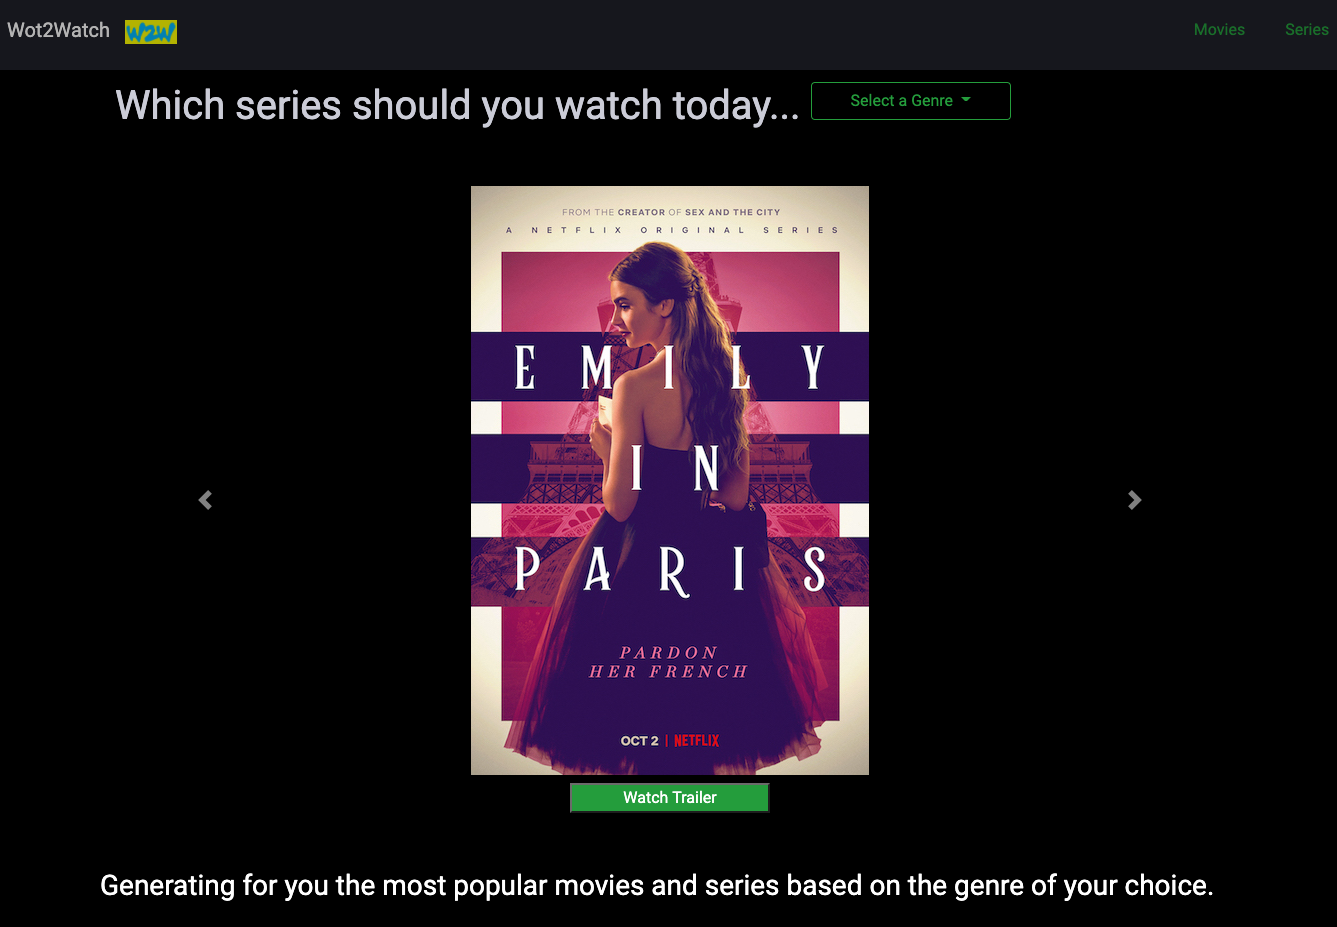 Wot2Watch W2W Movies Series
Which series should you watch today... Select a Genre
FROM THE CREATOR OF SEX AND THE CITY
A NETFLIX ORIGINAL SERIES
EMILY
IN
PARIS
PARDON
HER FRENCH
OCT 2 | NETFLIX
Watch Trailer
Generating for you the most popular movies and series based on the genre of your choice.